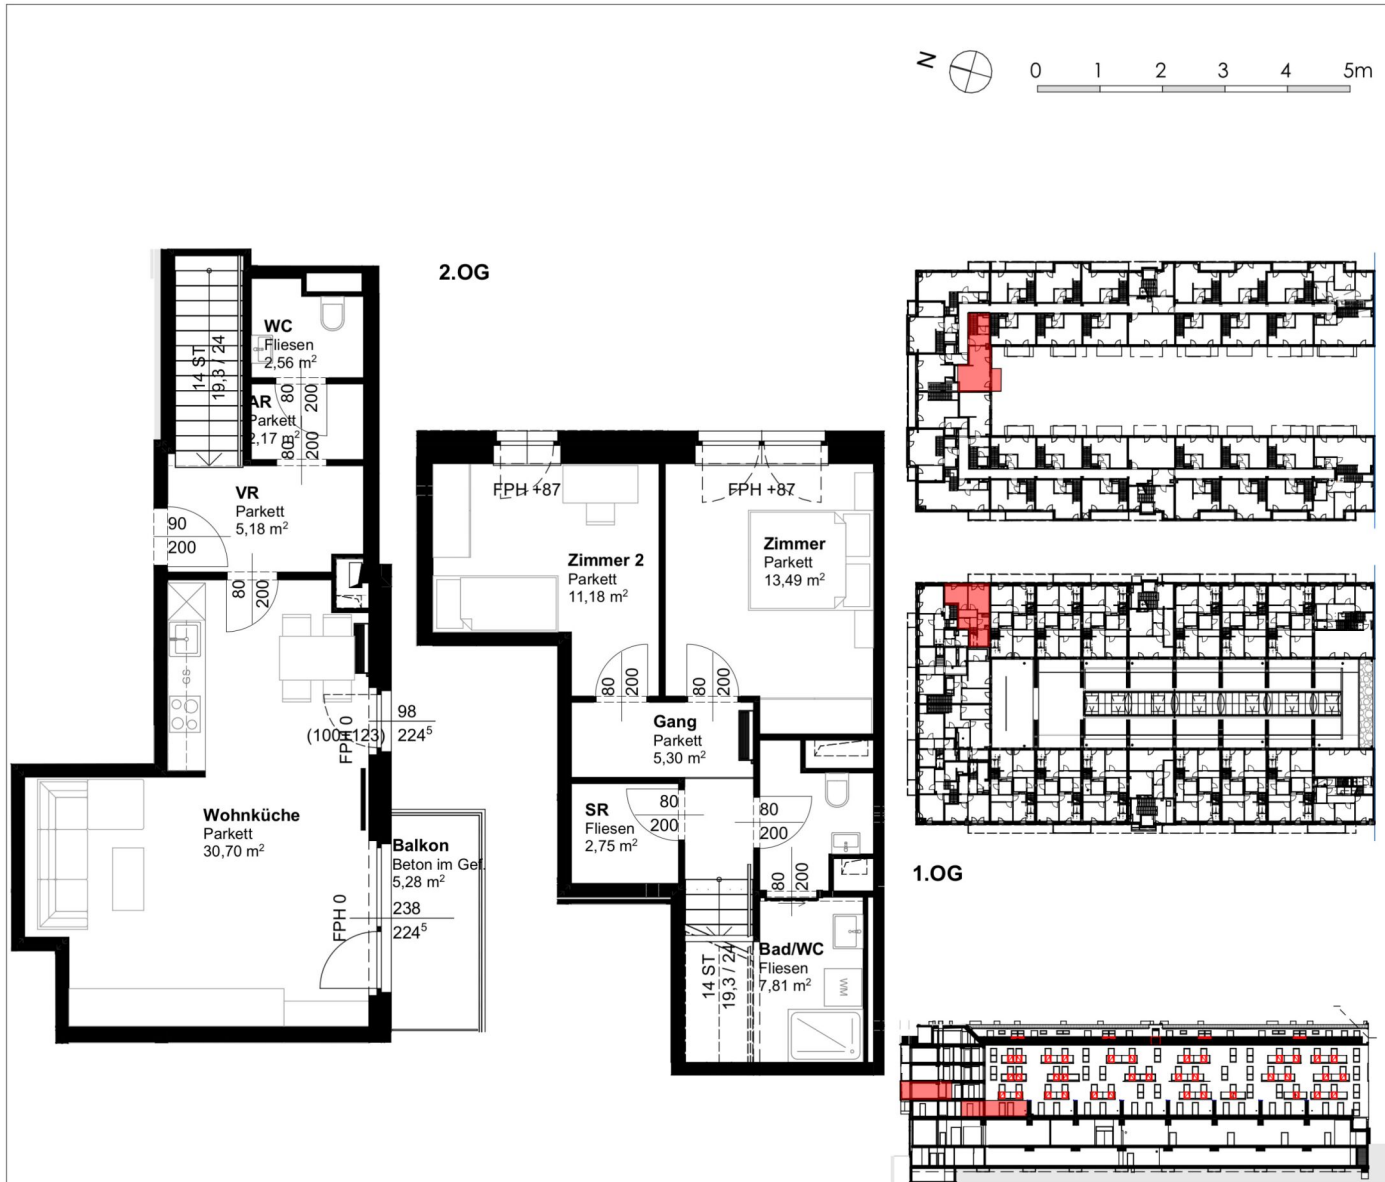 N
0 1 2 3 4 5m
2.OG
WC
Fliesen
2,56 m²
14 ST
19,3 / 24
80
200
AR
Parkett
2,17 m²
80
200
VR
Parkett
5,18 m²
90
200
80
200
GS
FPH 0
(100+123)
98
224⁵
Wohnküche
Parkett
30,70 m²
Balkon
Beton im Gef.
5,28 m²
FPH 0
238
224⁵
FPH +87
FPH +87
Zimmer 2
Parkett
11,18 m²
Zimmer
Parkett
13,49 m²
80
200
80
200
Gang
Parkett
5,30 m²
SR
Fliesen
2,75 m²
80
200
80
200
80
200
14 ST
19,3 / 24
Bad/WC
Fliesen
7,81 m²
WM
1.OG